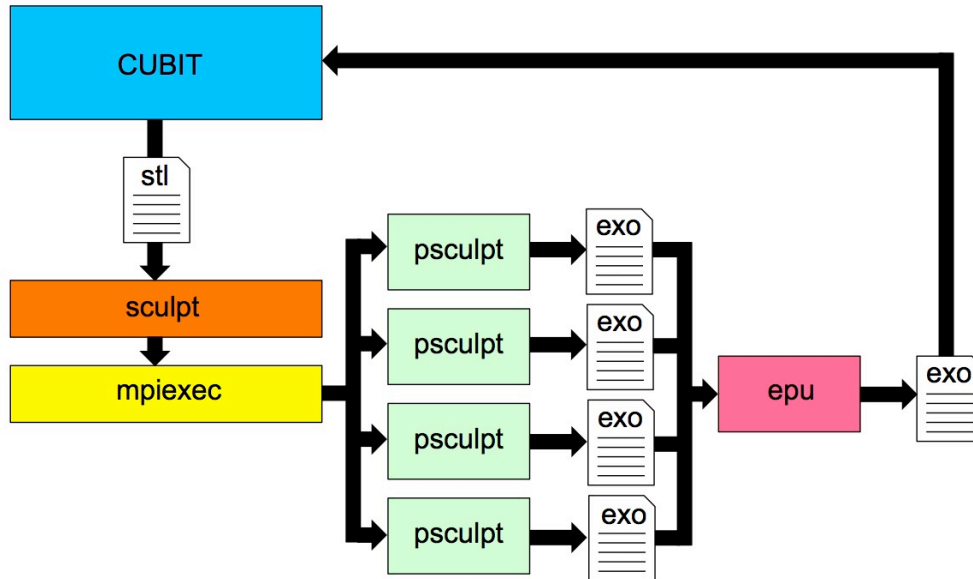 CUBIT
stl
sculpt
mpiexec
psculpt
exo
psculpt
exo
psculpt
exo
psculpt
exo
epu
exo